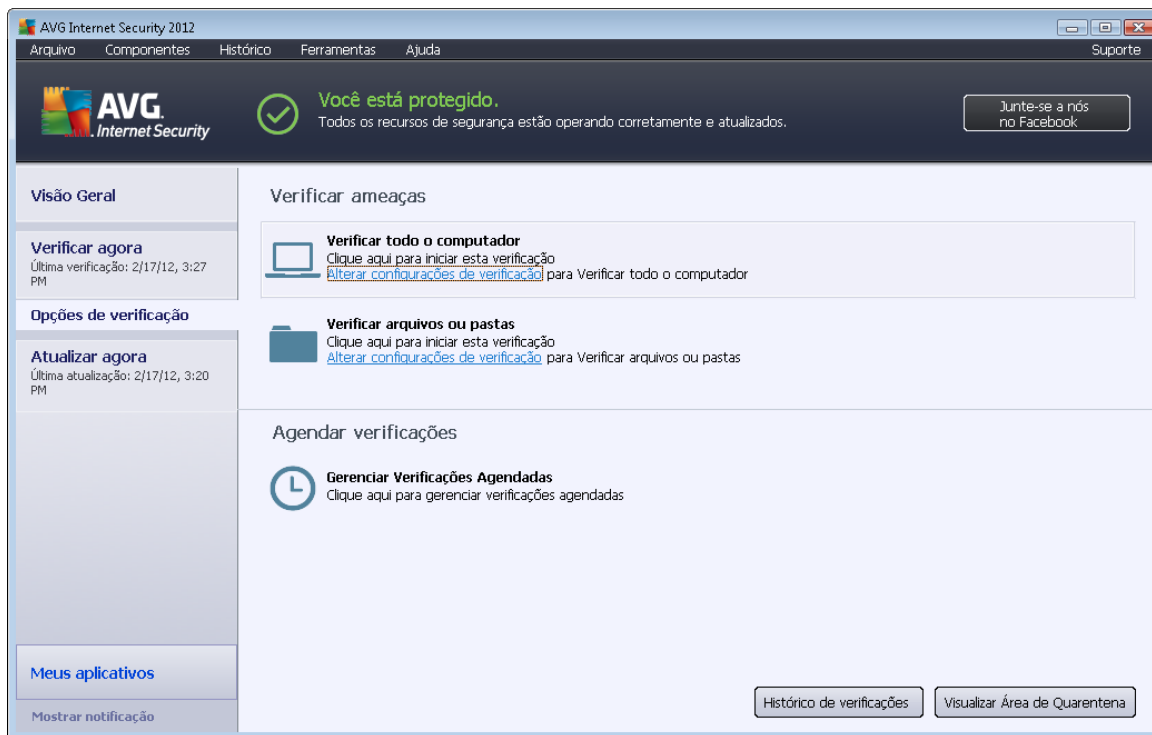 AVG Internet Security 2012
Arquivo Componentes Histórico Ferramentas Ajuda Suporte
AVG.
Internet Security
Você está protegido.
Todos os recursos de segurança estão operando corretamente e atualizados.
Junte-se a nós
no Facebook
Visão Geral
Verificar agora
Última verificação: 2/17/12, 3:27
PM
Opções de verificação
Atualizar agora
Última atualização: 2/17/12, 3:20
PM
Meus aplicativos
Mostrar notificação
Verificar ameaças
Verificar todo o computador
Clique aqui para iniciar esta verificação
Alterar configurações de verificação para Verificar todo o computador
Verificar arquivos ou pastas
Clique aqui para iniciar esta verificação
Alterar configurações de verificação para Verificar arquivos ou pastas
Agendar verificações
Gerenciar Verificações Agendadas
Clique aqui para gerenciar verificações agendadas
Histórico de verificações
Visualizar Área de Quarentena